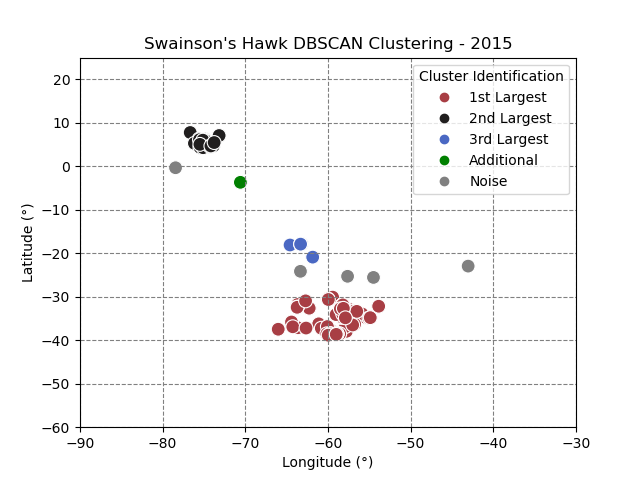 Swainson's Hawk DBSCAN Clustering - 2015
Cluster Identification
1st Largest
2nd Largest
3rd Largest
Additional
Noise
20
10
0
−10
−20
−30
−40
−50
−60
Latitude (°)
−90 −80 −70 −60 −50 −40 −30
Longitude (°)